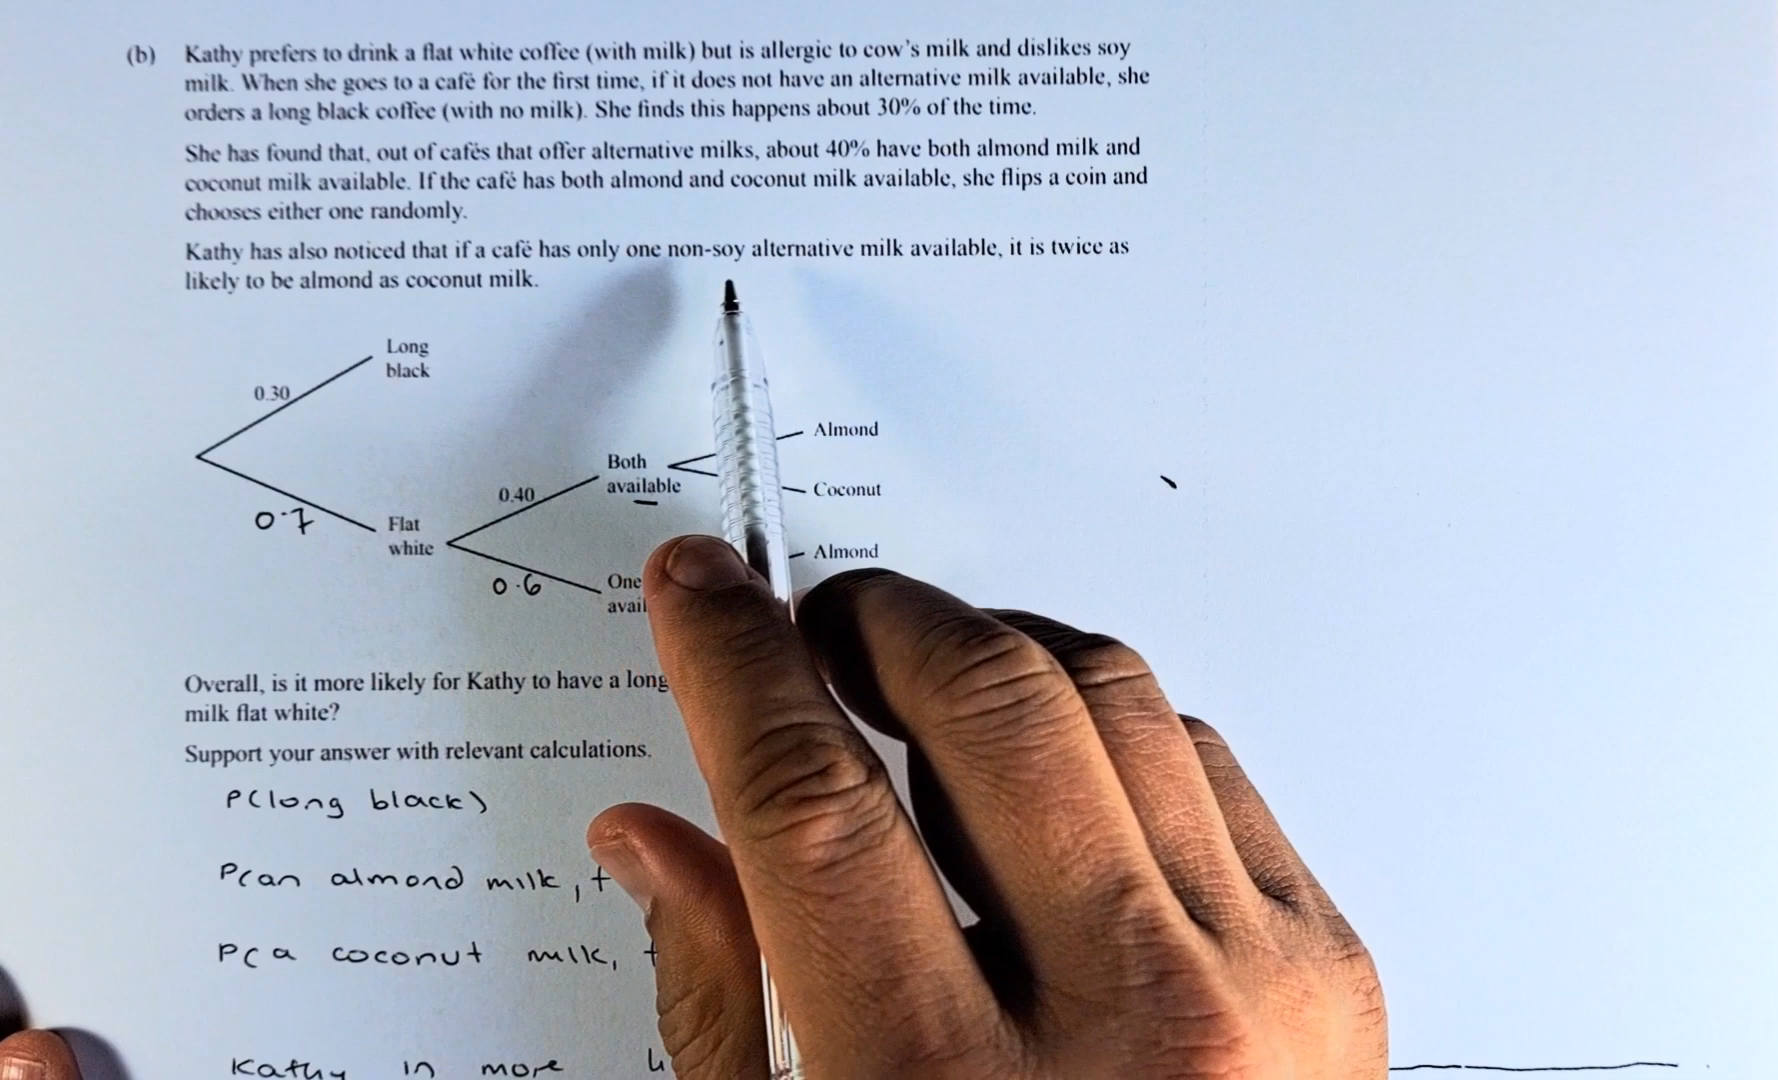 (b) Kathy prefers to drink a flat white coffee (with milk) but is allergic to cow's milk and dislikes soy
milk. When she goes to a café for the first time, if it does not have an alternative milk available, she
orders a long black coffee (with no milk). She finds this happens about 30% of the time.
She has found that, out of cafés that offer alternative milks, about 40% have both almond milk and
coconut milk available. If the café has both almond and coconut milk available, she flips a coin and
chooses either one randomly.
Kathy has also noticed that if a café has only one non-soy alternative milk available, it is twice as
likely to be almond as coconut milk.
Long
black
0.30
Almond
Both
available
0.40
Coconut
0.7
Flat
white
Almond
0.6
One
Overall, is it more likely for Kathy to have a long
milk flat white?
Support your answer with relevant calculations.
P(long black)
P(an almond milk,
P(a coconut milk,
Kathy in more